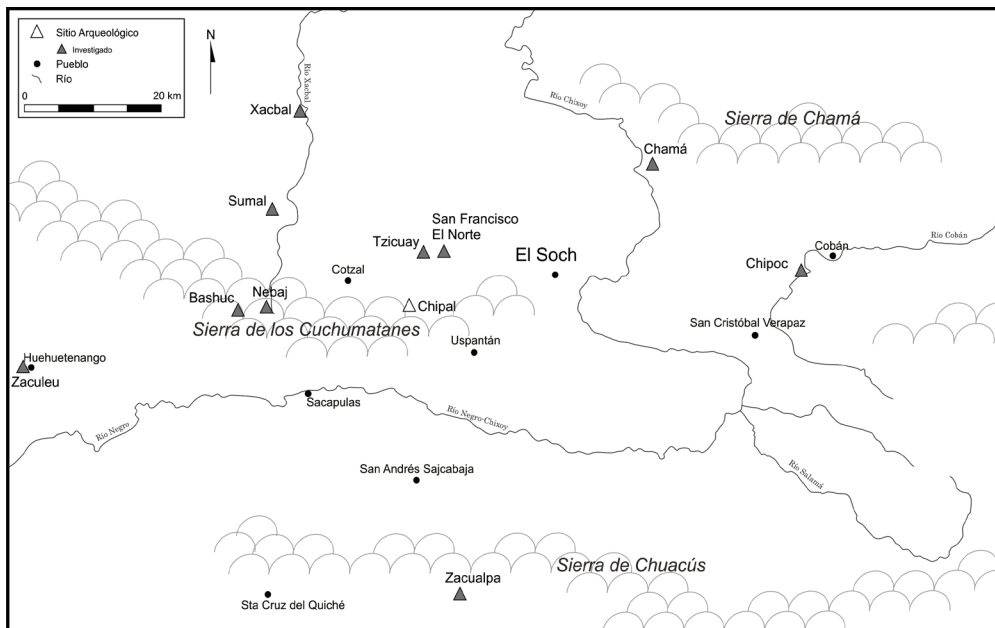 Sitio Arqueológico
Investigado
Pueblo
Río
0
20 km
N
Río Xacbal
Xacbal
Río Chixoy
Sierra de Chamá
Chamá
Sumal
San Francisco
El Norte
Tzicuay
El Soch
Río Cobán
Cobán
Chipoc
Cotzal
Nebaj
Bashuc
Chipal
Sierra de los Cuchumatanes
San Cristóbal Verapaz
Uspantán
Huehuetenango
Zaculeu
Sacapulas
Río Negro
Río Negro-Chixoy
San Andrés Sajcabaja
Río Salamá
Sierra de Chuacús
Zacualpa
Sta Cruz del Quiché